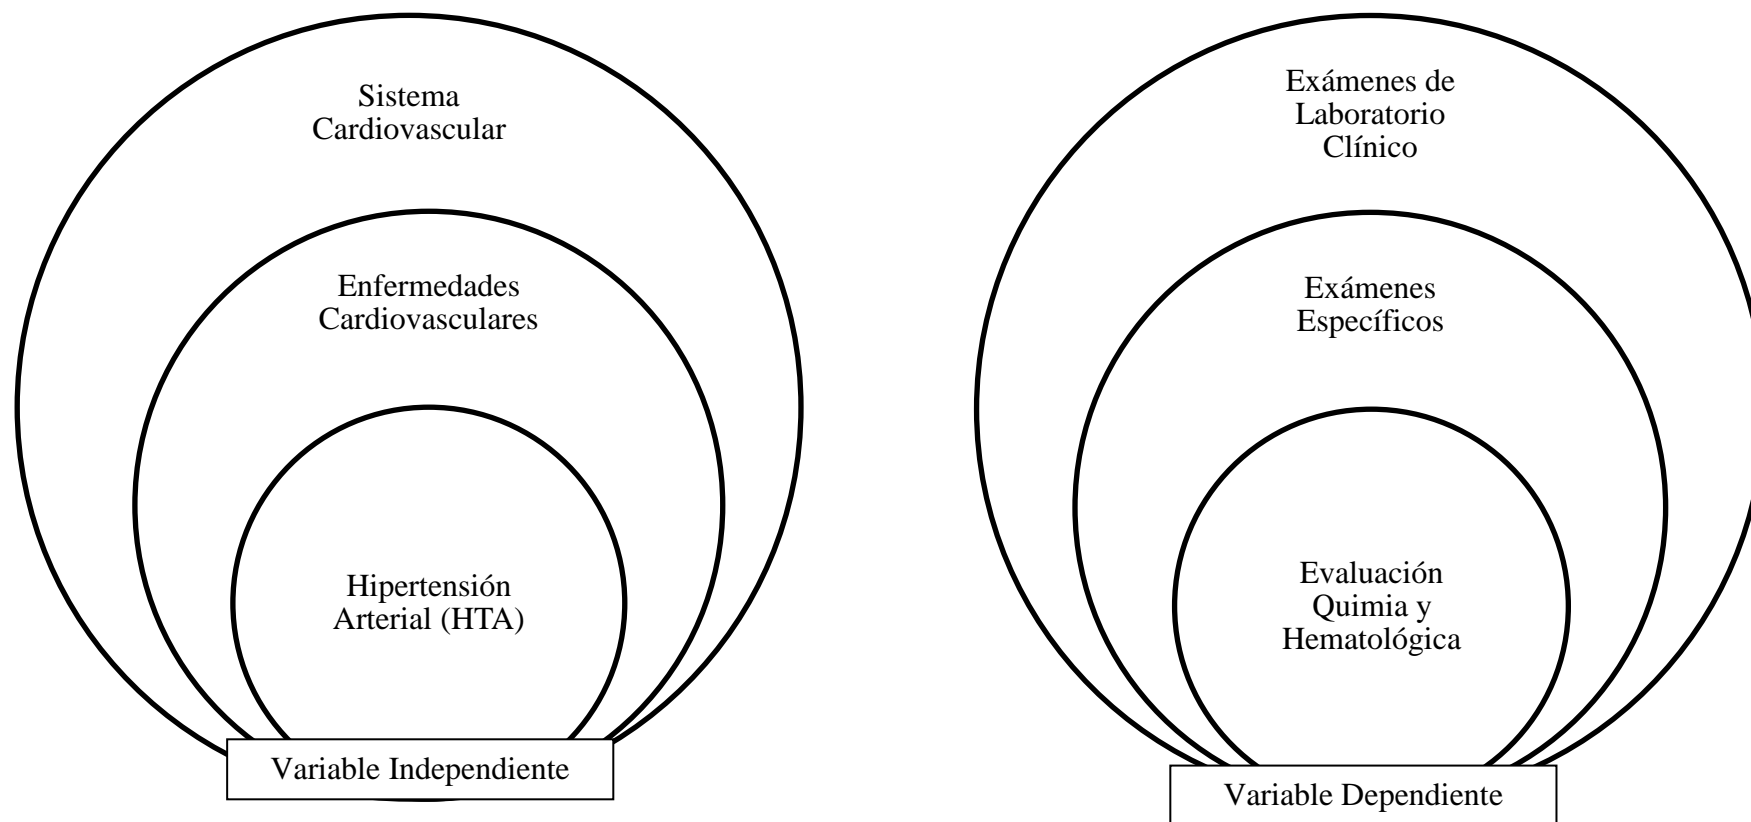 Sistema
Cardiovascular
Enfermedades
Cardiovasculares
Hipertensión
Arterial (HTA)
Variable Independiente
Exámenes de
Laboratorio
Clínico
Exámenes
Específicos
Evaluación
Quimia y
Hematológica
Variable Dependiente